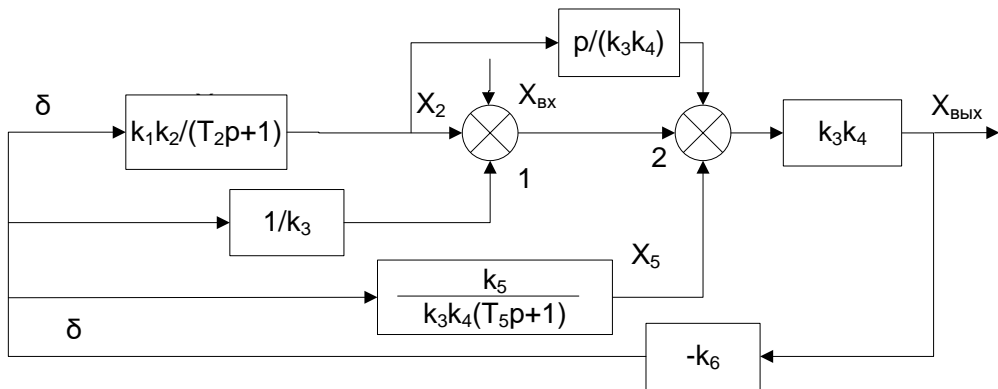 p/(k₃k₄)
δ
X₂
Xвх
Xвых
k₁k₂/(T₂p+1)
k₃k₄
1
2
1/k₃
X₅
k₅
k₃k₄(T₅p+1)
δ
-k₆